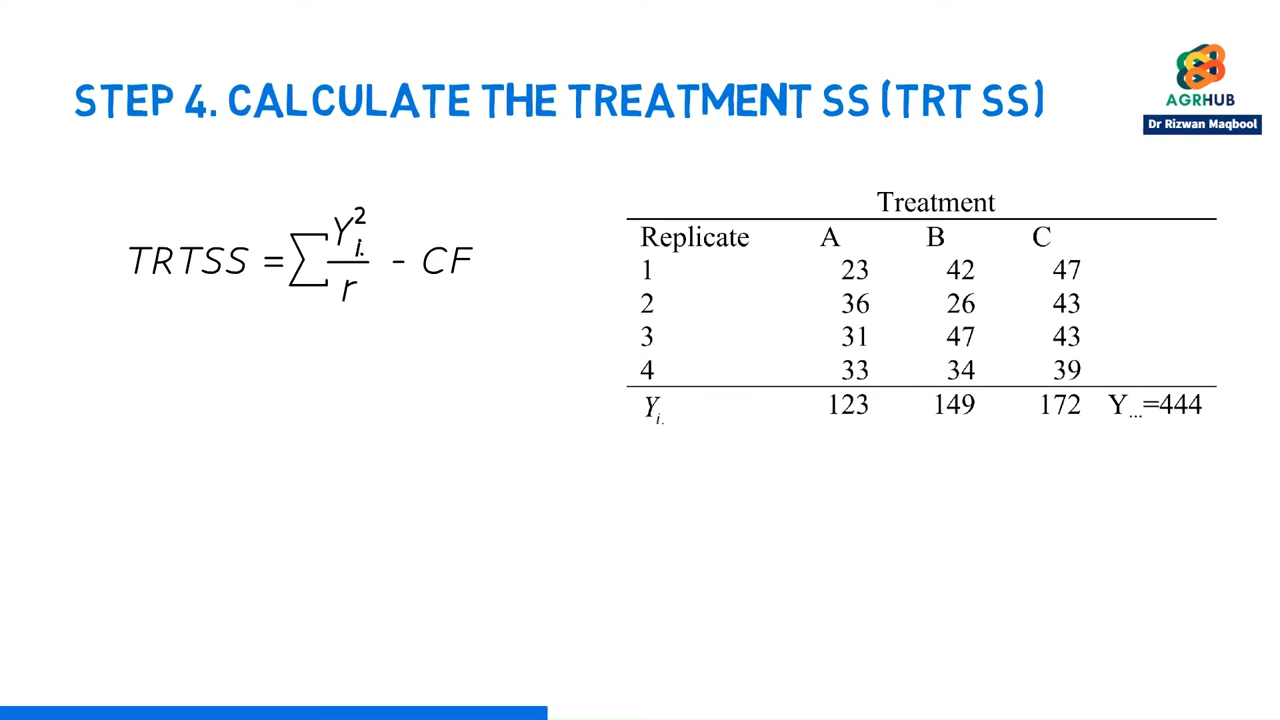 STEP 4. CALCULATE THE TREATMENT SS (TRT SS)
AGRHUB
Dr Rizwan Maqbool
TRTSS = ∑ Y²i. / r - CF
Treatment
Replicate A B C
1 23 42 47
2 36 26 43
3 31 47 43
4 33 34 39
Yi. 123 149 172 Y...=444